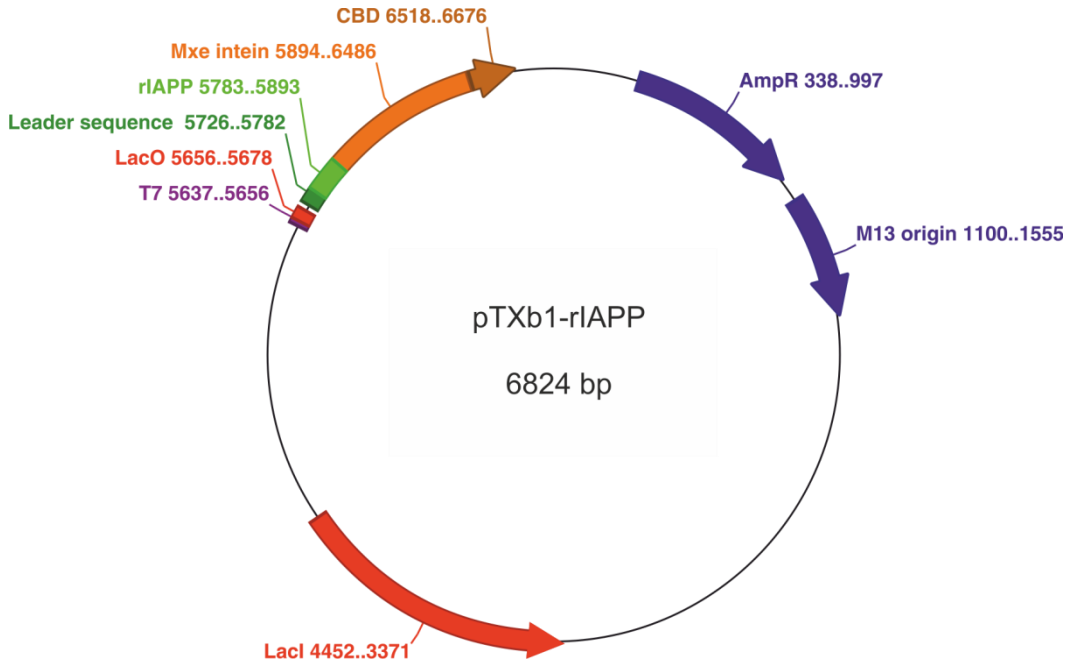 CBD 6518..6676
Mxe intein 5894..6486
rIAPP 5783..5893
Leader sequence 5726..5782
LacO 5656..5678
T7 5637..5656
AmpR 338..997
M13 origin 1100..1555
pTXb1-rIAPP
6824 bp
LacI 4452..3371